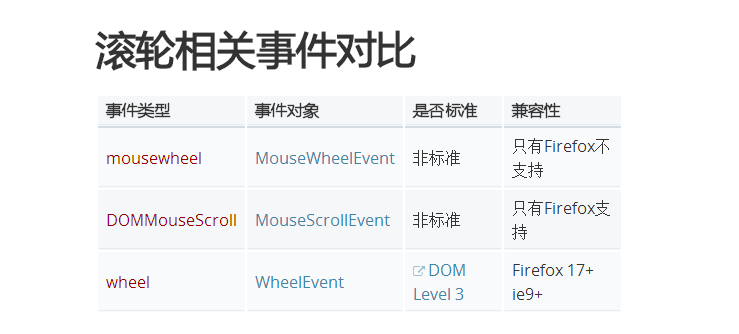 滚轮相关事件对比
事件类型 事件对象 是否标准 兼容性
mousewheel MouseWheelEvent 非标准 只有Firefox不
支持
DOMMouseScroll MouseScrollEvent 非标准 只有Firefox支
持
wheel WheelEvent DOM Firefox 17+
Level 3 ie9+